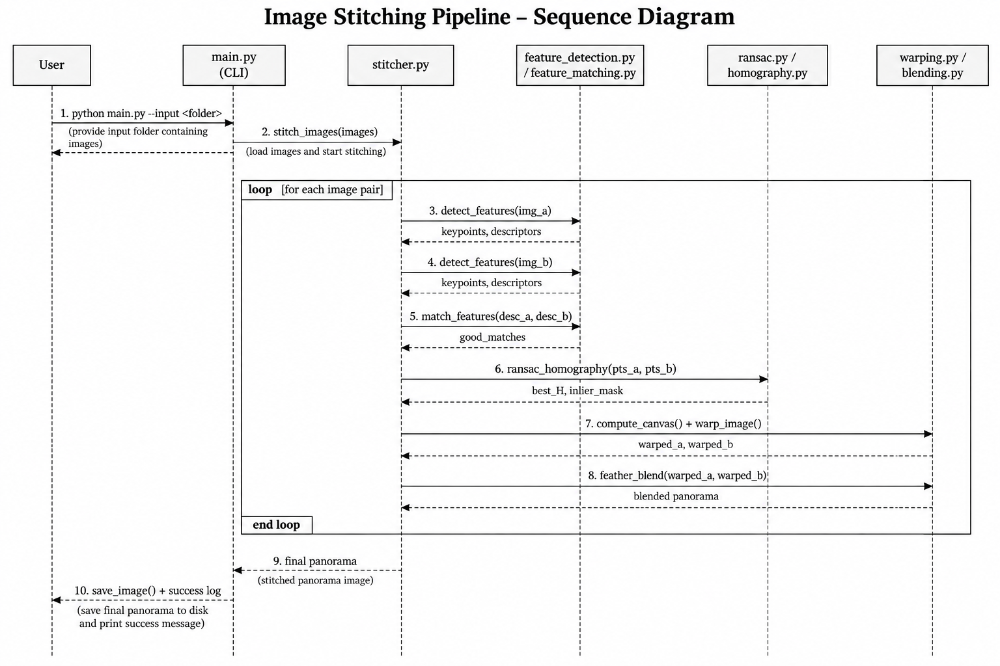 Image Stitching Pipeline – Sequence Diagram
User
main.py
(CLI)
stitcher.py
feature_detection.py
/ feature_matching.py
ransac.py /
homography.py
warping.py /
blending.py
1. python main.py --input <folder>
(provide input folder containing
images)
2. stitch_images(images)
(load images and start stitching)
loop [for each image pair]
3. detect_features(img_a)
keypoints, descriptors
4. detect_features(img_b)
keypoints, descriptors
5. match_features(desc_a, desc_b)
good_matches
6. ransac_homography(pts_a, pts_b)
best_H, inlier_mask
7. compute_canvas() + warp_image()
warped_a, warped_b
8. feather_blend(warped_a, warped_b)
blended panorama
end loop
9. final panorama
(stitched panorama image)
10. save_image() + success log
(save final panorama to disk
and print success message)